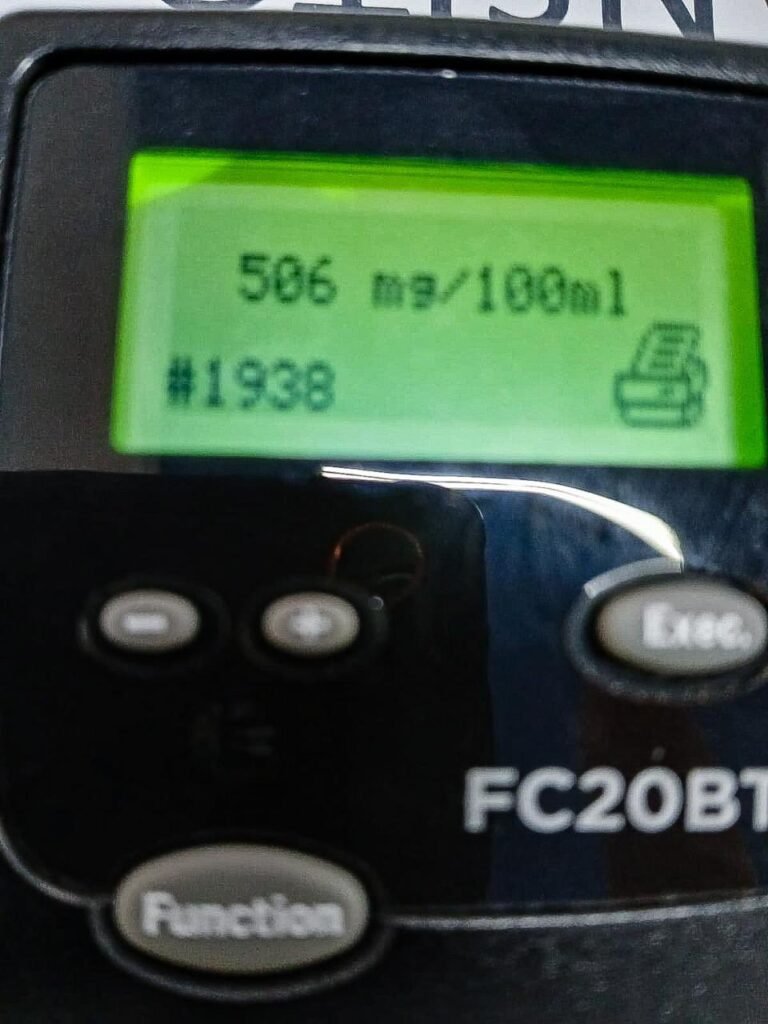 506 mg/100ml
#1938
- +
Exec.
FC20BT
Function